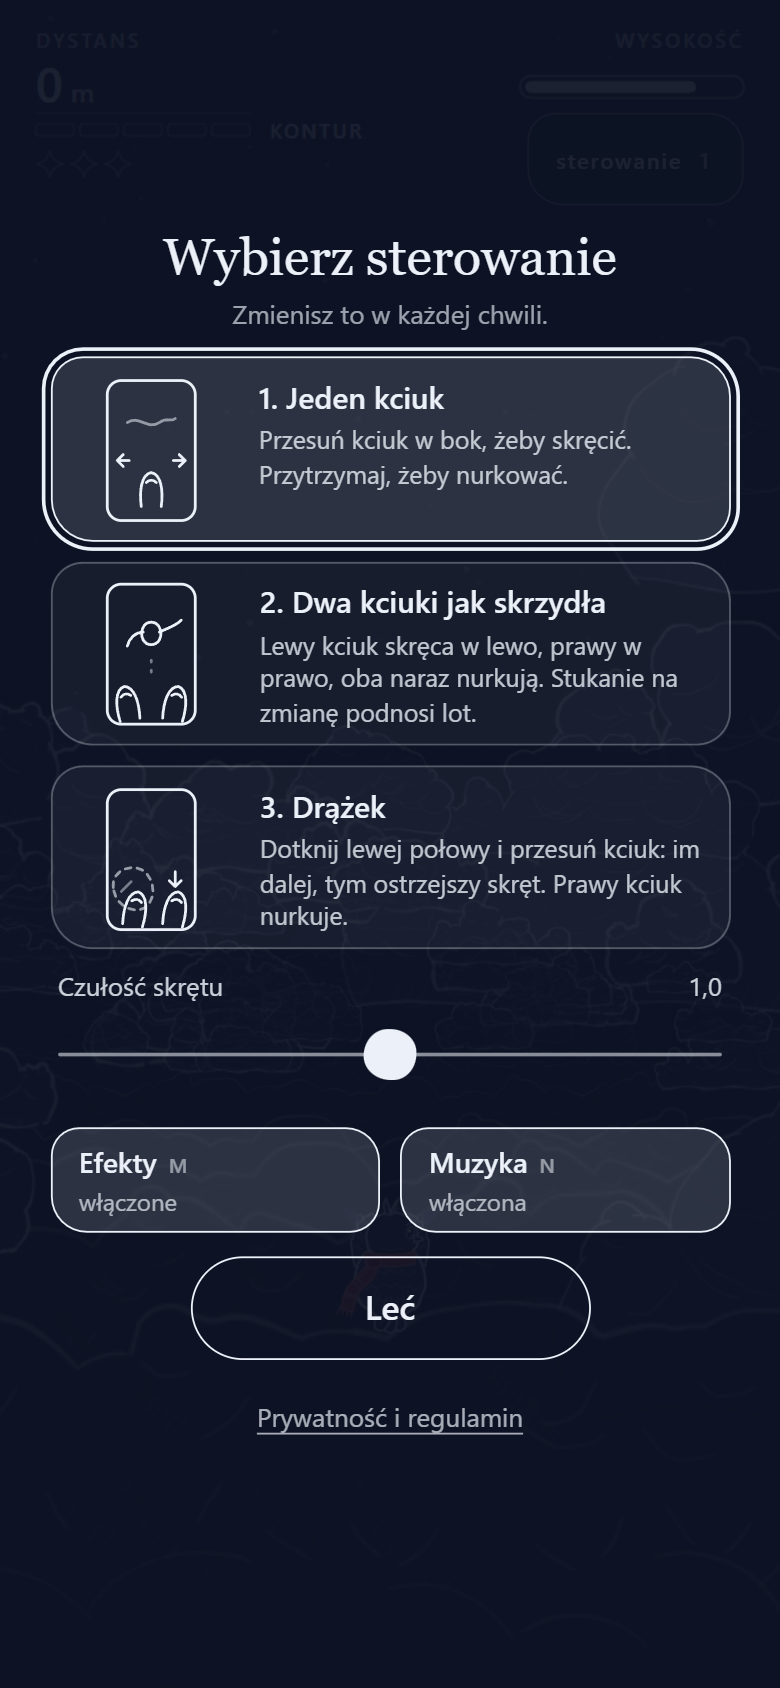 DYSTANS
WYSOKOŚĆ
0 m
KONTUR
sterowanie 1
Wybierz sterowanie
Zmienisz to w każdej chwili.
1. Jeden kciuk
Przesuń kciuk w bok, żeby skręcić.
Przytrzymaj, żeby nurkować.
2. Dwa kciuki jak skrzydła
Lewy kciuk skręca w lewo, prawy w
prawo, oba naraz nurkują. Stukanie na
zmianę podnosi lot.
3. Drążek
Dotknij lewej połowy i przesuń kciuk: im
dalej, tym ostrzejszy skręt. Prawy kciuk
nurkuje.
Czułość skrętu 1,0
Efekty M
włączone
Muzyka N
włączona
Leć
Prywatność i regulamin